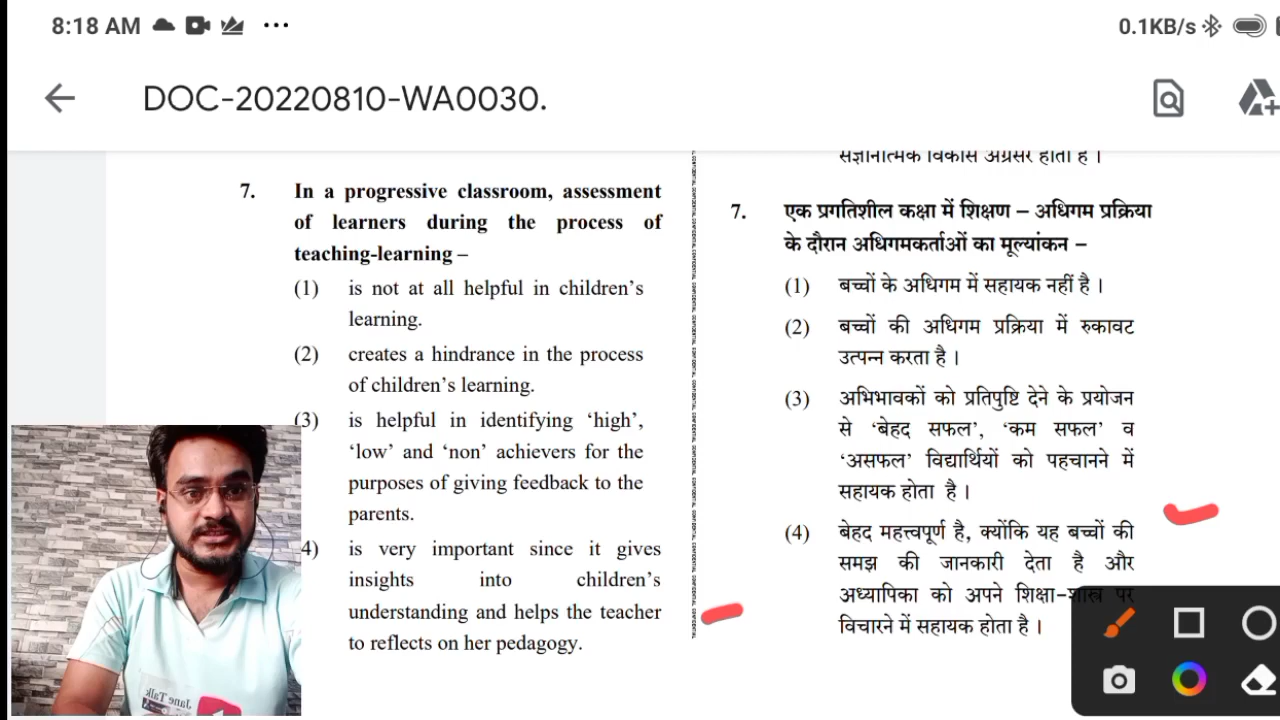 8:18 AM
0.1KB/s
DOC-20220810-WA0030.
7. In a progressive classroom, assessment
of learners during the process of
teaching-learning –
(1) is not at all helpful in children's
learning.
(2) creates a hindrance in the process
of children's learning.
(3) is helpful in identifying 'high',
'low' and 'non' achievers for the
purposes of giving feedback to the
parents.
4) is very important since it gives
insights into children's
understanding and helps the teacher
to reflects on her pedagogy.
संज्ञानात्मक विकास अग्रसर होता है ।
7. एक प्रगतिशील कक्षा में शिक्षण – अधिगम प्रक्रिया
के दौरान अधिगमकर्ताओं का मूल्यांकन –
(1) बच्चों के अधिगम में सहायक नहीं है ।
(2) बच्चों की अधिगम प्रक्रिया में रुकावट
उत्पन्न करता है ।
(3) अभिभावकों को प्रतिपुष्टि देने के प्रयोजन
से 'बेहद सफल', 'कम सफल' व
'असफल' विद्यार्थियों को पहचानने में
सहायक होता है ।
(4) बेहद महत्त्वपूर्ण है, क्योंकि यह बच्चों की
समझ की जानकारी देता है और
अध्यापिका को अपने शिक्षा-शास्त्र पर
विचारने में सहायक होता है ।